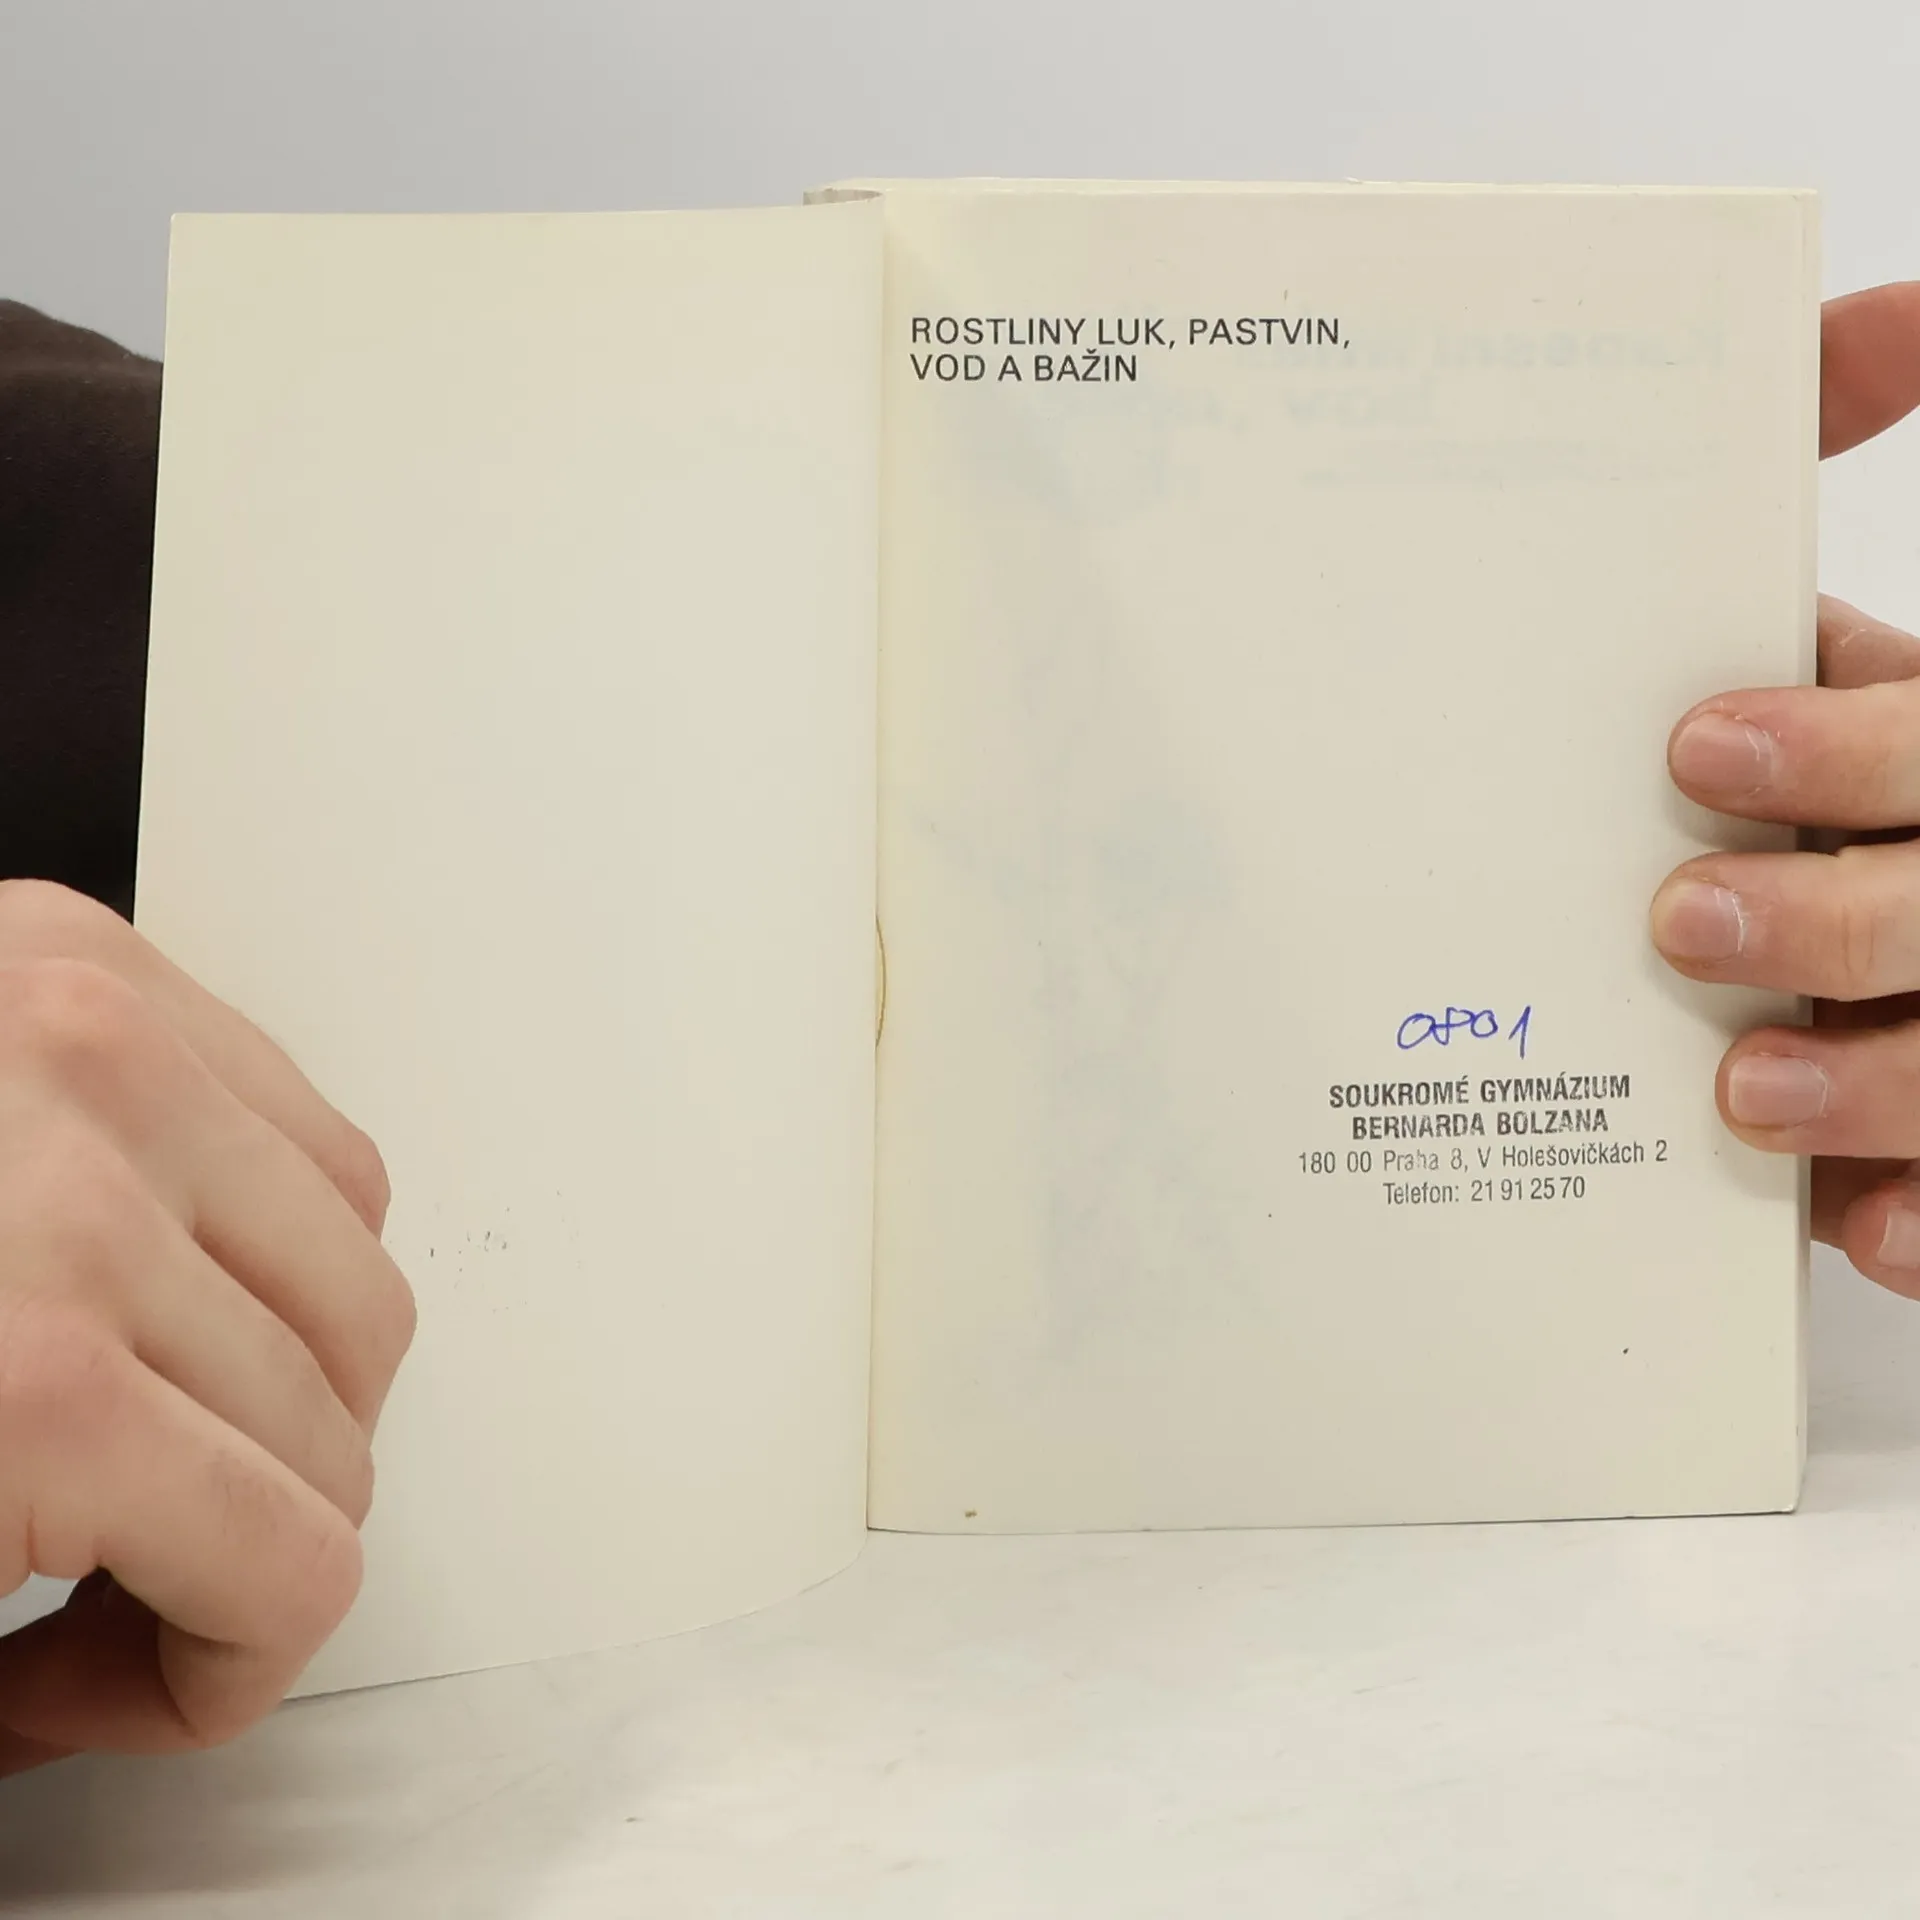 ROSTLINY LUK, PASTVIN,
VOD A BAŽIN
0801
SOUKROMÉ GYMNÁZIUM
BERNARDA BOLZANA
180 00 Praha 8, V Holešovičkách 2
Telefon: 21 91 25 70